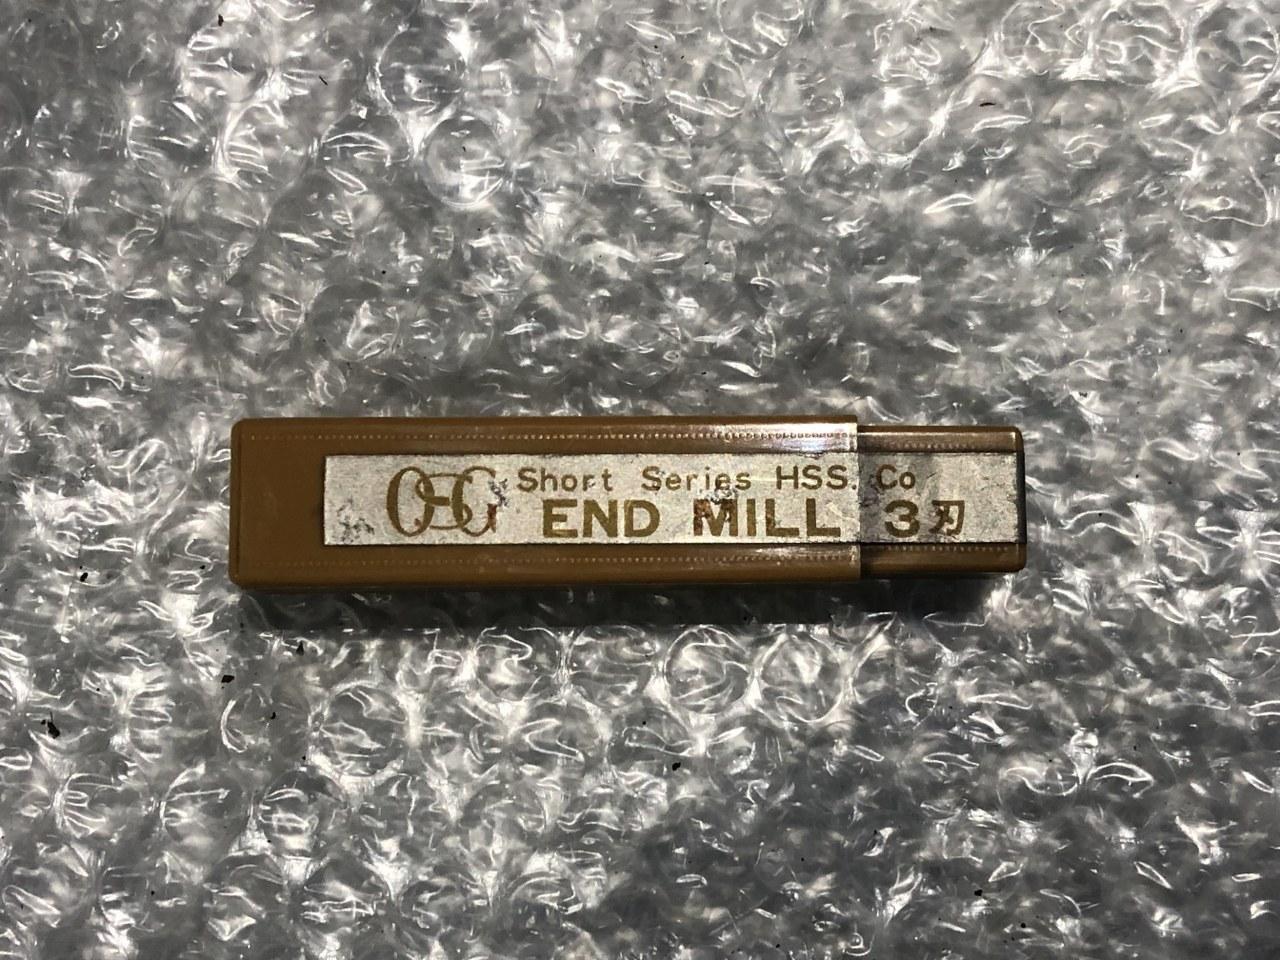 OSG Short Series HSS. Co
END MILL 3刃